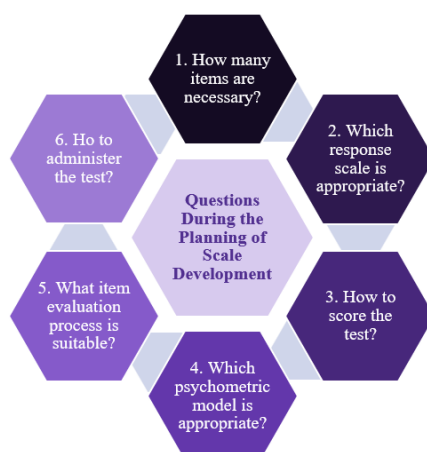 1. How many
items are
necessary?
2. Which
response
scale is
appropriate?
3. How to
score the
test?
4. Which
psychometric
model is
appropriate?
5. What item
evaluation
process is
suitable?
6. Ho to
administer
the test?
Questions
During the
Planning of
Scale
Development